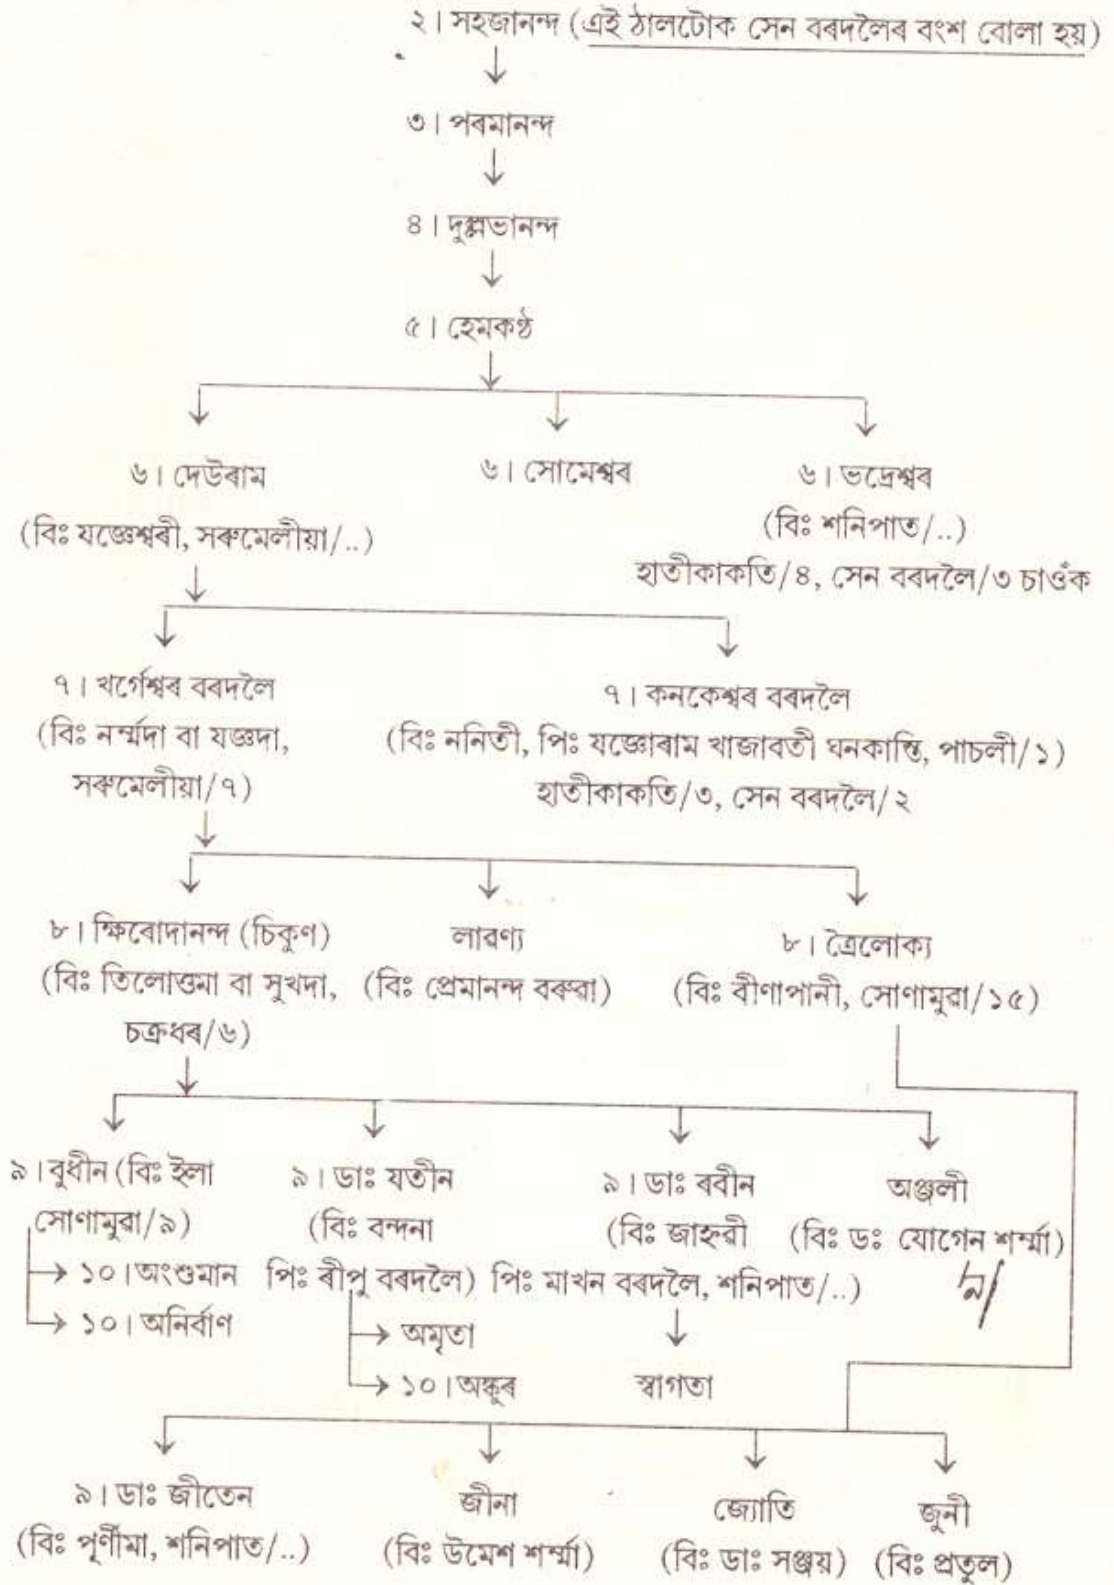 ২। সহজানন্দ (এই ঠালটোক সেন বৰদলৈৰ বংশ বোলা হয়)
৩। পৰমানন্দ
৪। দুল্লভানন্দ
৫। হেমকণ্ঠ
৬। দেউৰাম ৬। সোমেশ্বৰ ৬। ভদ্ৰেশ্বৰ
(বিঃ যজ্ঞেশ্বৰী, সৰুমেলীয়া/..) (বিঃ শনিপাত/..)
হাতীকাকতি/৪, সেন বৰদলৈ/৩ চাওঁক
৭। খৰ্গেশ্বৰ বৰদলৈ ৭। কনকেশ্বৰ বৰদলৈ
(বিঃ নৰ্ম্মদা বা যজ্ঞদা, (বিঃ ননিতী, পিঃ যজ্ঞোৰাম খাজাৱতী ঘনকান্তি, পাচলী/১)
সৰুমেলীয়া/৭) হাতীকাকতি/৩, সেন বৰদলৈ/২
৮। ক্ষিৰোদানন্দ (চিকুণ) লাৱণ্য ৮। ত্ৰৈলোক্য
(বিঃ তিলোত্তমা বা সুখদা, (বিঃ প্ৰেমানন্দ বৰুৱা) (বিঃ বীণাপানী, সোণামুৱা/১৫)
চক্ৰধৰ/৬)
৯। বুধীন (বিঃ ইলা ৯। ডাঃ যতীন ৯। ডাঃ ৰবীন অঞ্জলী
সোণামুৱা/৯) (বিঃ বন্দনা (বিঃ জাহ্নৱী (বিঃ ডঃ যোগেন শৰ্ম্মা)
১০। অংশুমান পিঃ ৰীপু বৰদলৈ) পিঃ মাখন বৰদলৈ, শনিপাত/..)
১০। অনিৰ্বাণ অমৃতা
১০। অঙ্কুৰ স্বাগতা
৯। ডাঃ জীতেন জীনা জ্যোতি জুনী
(বিঃ পূৰ্ণীমা, শনিপাত/..) (বিঃ উমেশ শৰ্ম্মা) (বিঃ ডাঃ সঞ্জয়) (বিঃ প্ৰতুল)